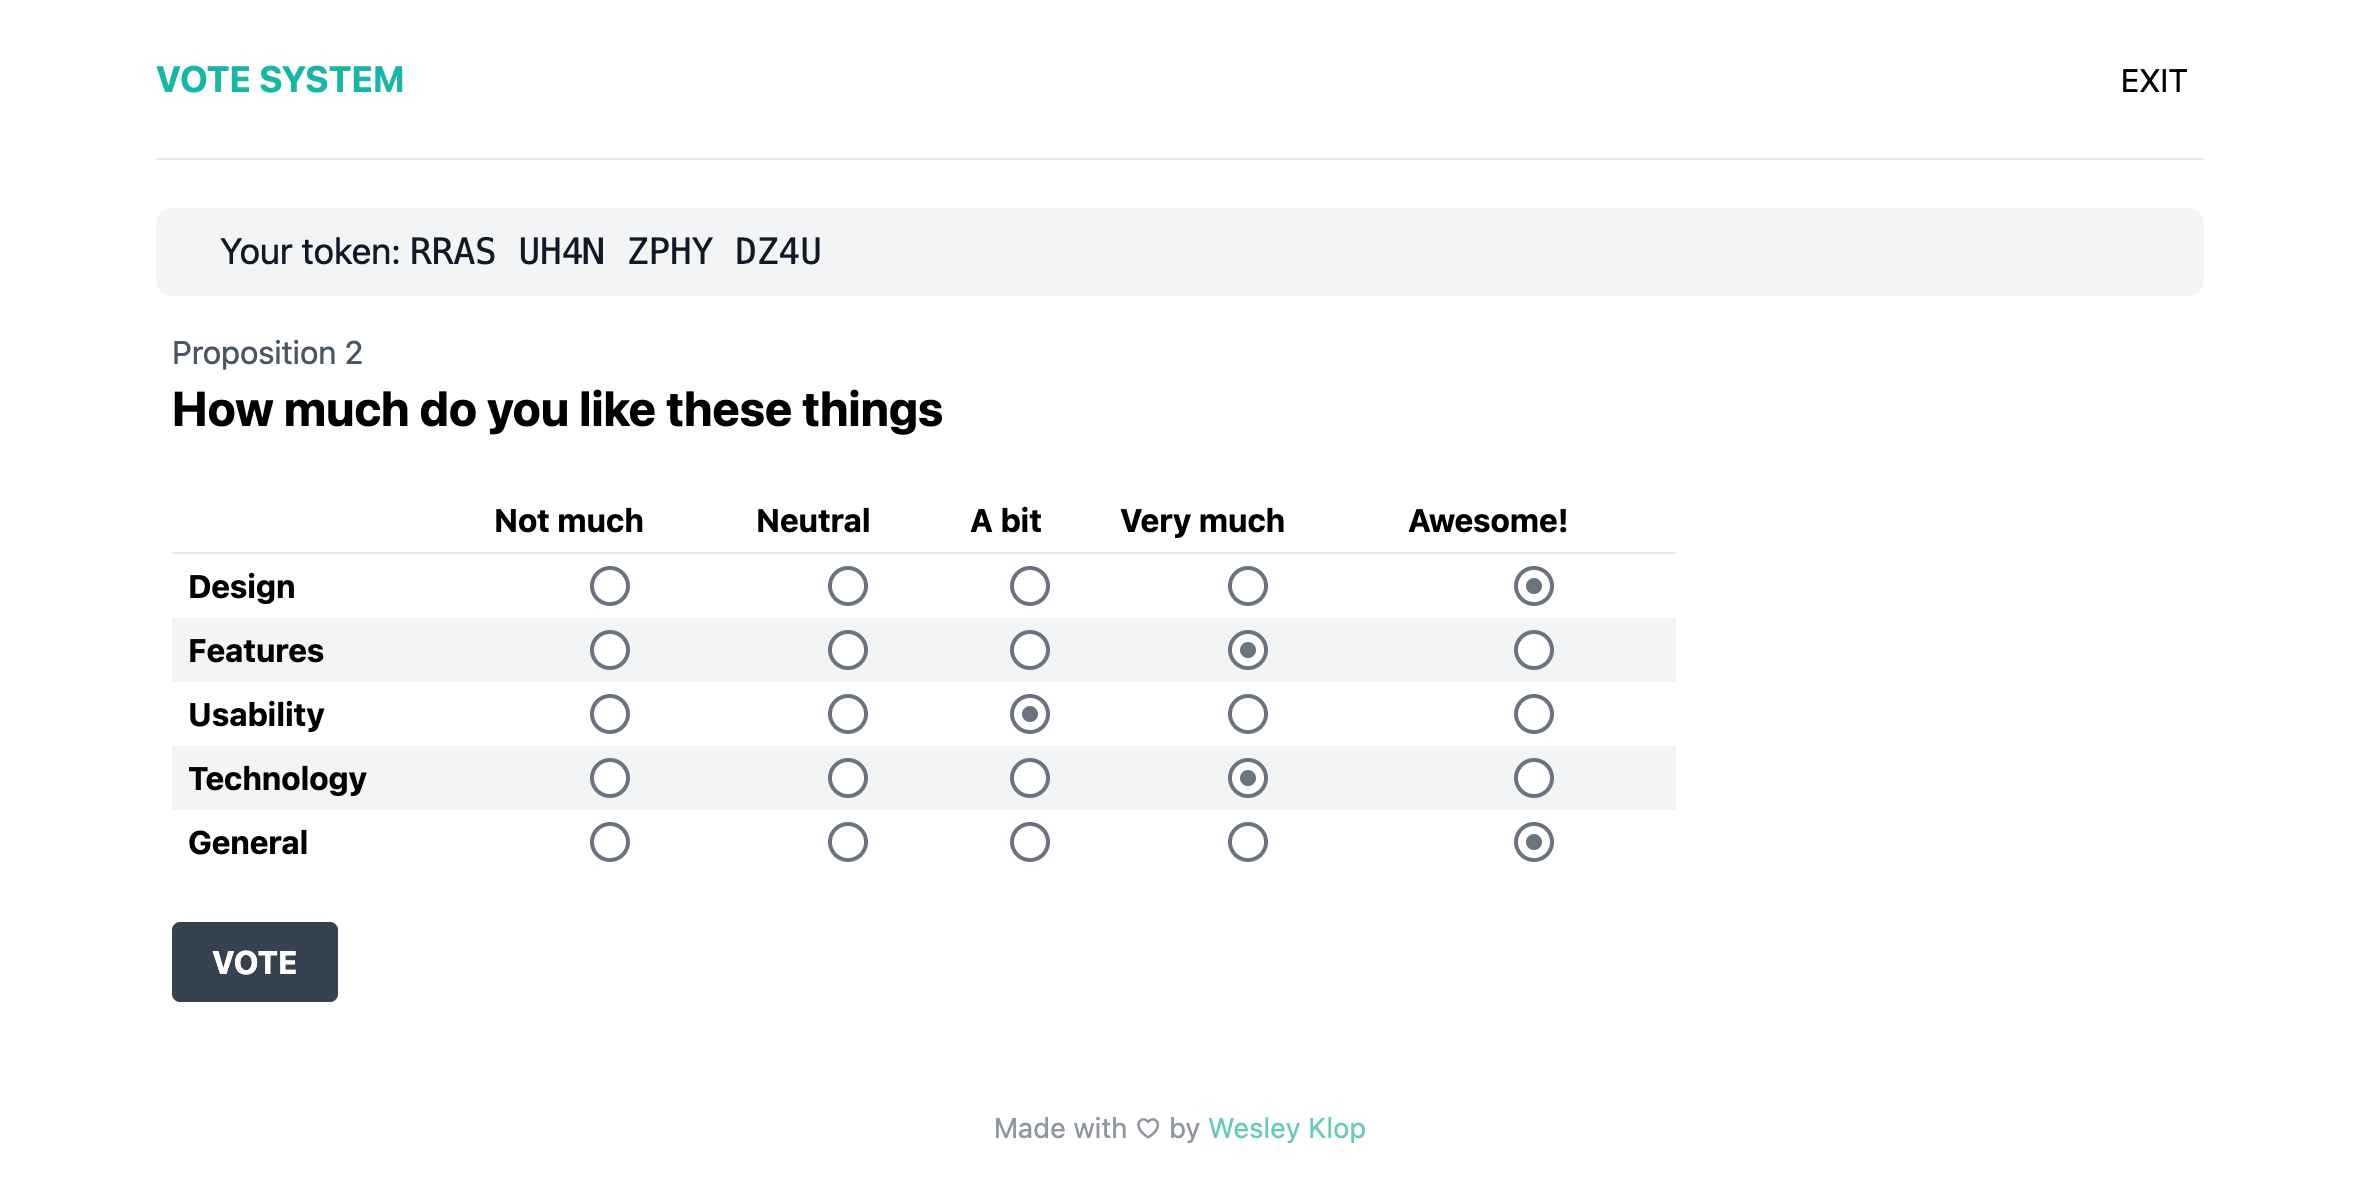 VOTE SYSTEM
EXIT
Your token: RRAS UH4N ZPHY DZ4U
Proposition 2
How much do you like these things
Not much Neutral A bit Very much Awesome!
Design
Features
Usability
Technology
General
VOTE
Made with ♡ by Wesley Klop